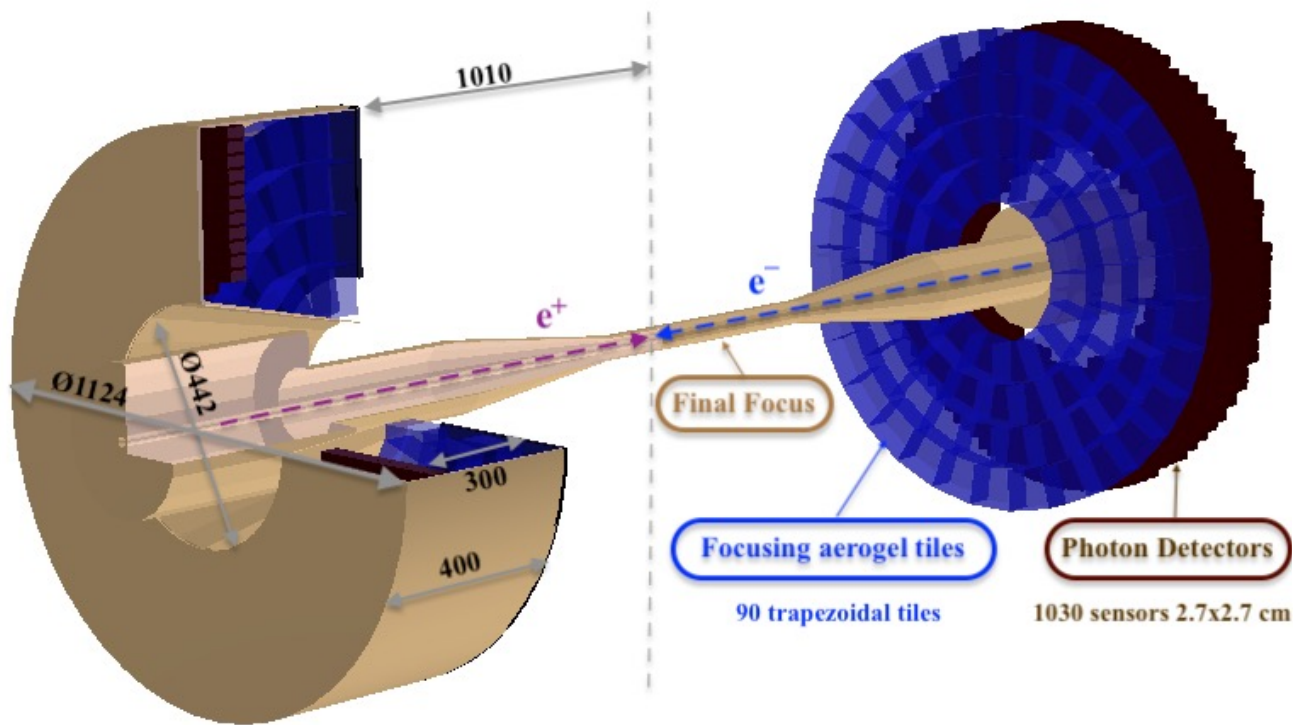 1010
e⁺
e⁻
Ø1124
Ø442
300
400
Final Focus
Focusing aerogel tiles
Photon Detectors
90 trapezoidal tiles
1030 sensors 2.7x2.7 cm